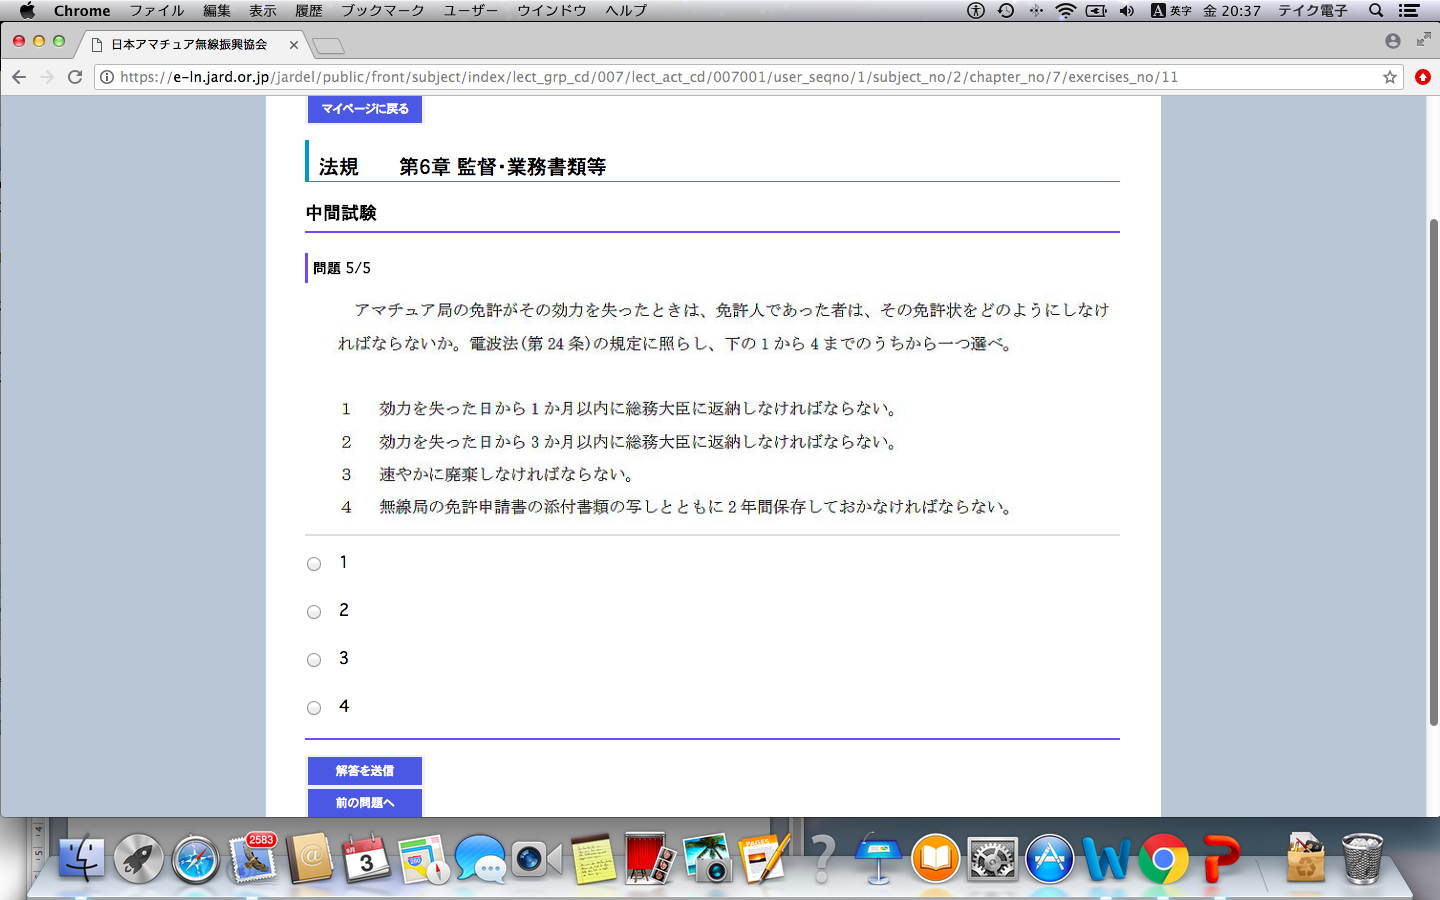 Chrome ファイル 編集 表示 履歴 ブックマーク ユーザー ウインドウ ヘルプ A 英字 金 20:37 テイク電子
日本アマチュア無線振興協会
https://e-ln.jard.or.jp/jardel/public/front/subject/index/lect_grp_cd/007/lect_act_cd/007001/user_seqno/1/subject_no/2/chapter_no/7/exercises_no/11
マイページに戻る
法規 第6章 監督・業務書類等
中間試験
問題 5/5
アマチュア局の免許がその効力を失ったときは、免許人であった者は、その免許状をどのようにしなけ
ればならないか。電波法(第 24 条)の規定に照らし、下の 1 から 4 までのうちから一つ選べ。
1 効力を失った日から 1 か月以内に総務大臣に返納しなければならない。
2 効力を失った日から 3 か月以内に総務大臣に返納しなければならない。
3 速やかに廃棄しなければならない。
4 無線局の免許申請書の添付書類の写しとともに 2 年間保存しておかなければならない。
1
2
3
4
解答を送信
前の問題へ
2583
3
280
PAGES